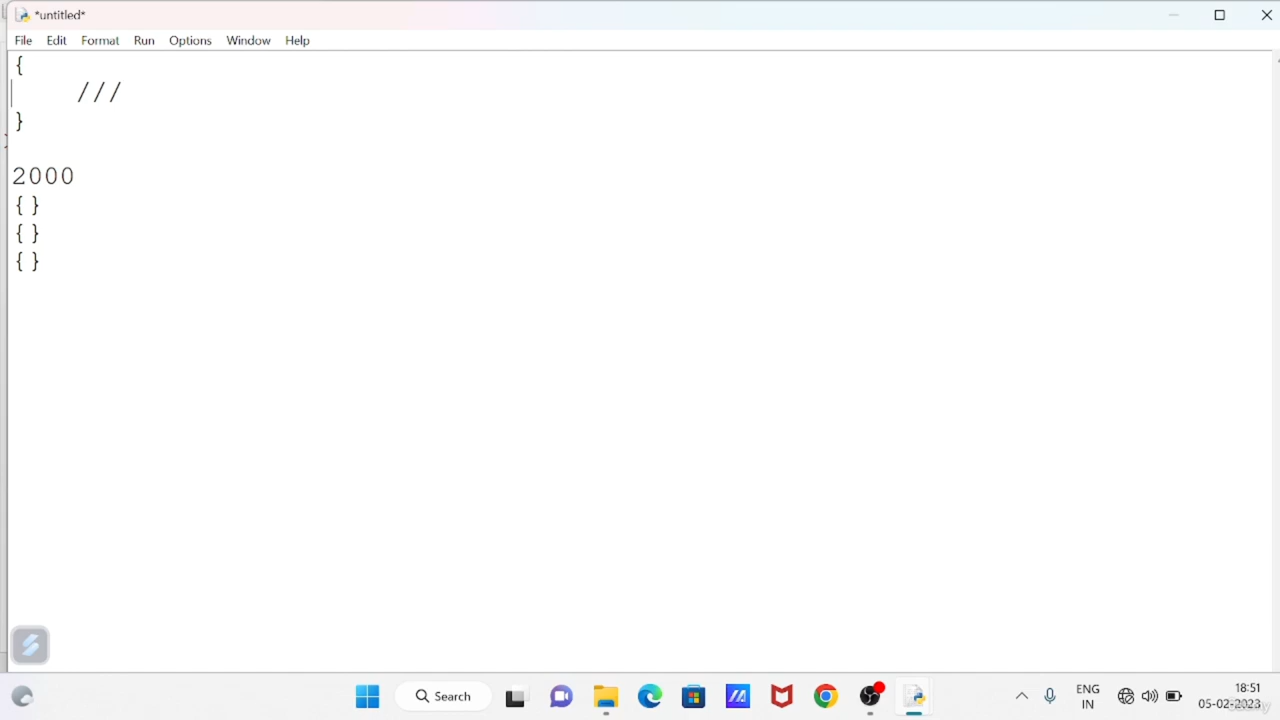 *untitled*
File Edit Format Run Options Window Help
{
///
}
2000
{}
{}
{}
Search
ENG
IN
18:51
05-02-2023